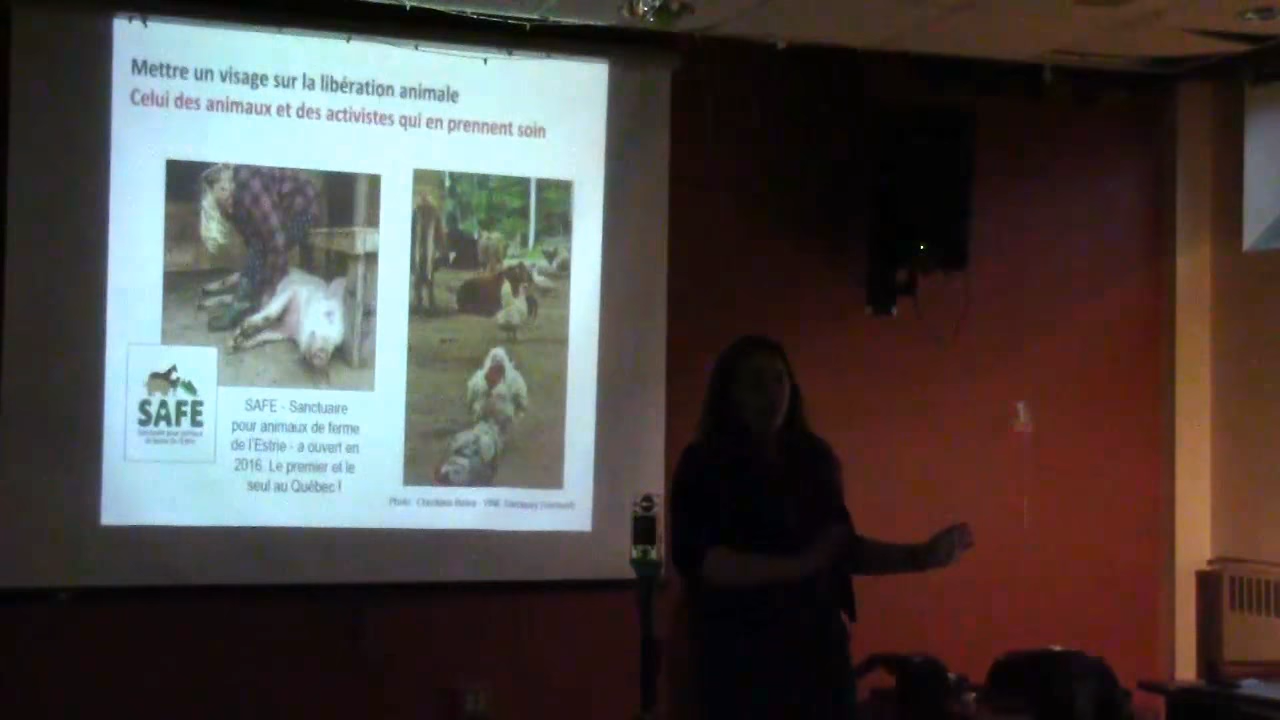 Mettre un visage sur la libération animale
Celui des animaux et des activistes qui en prennent soin
SAFE
SAFE - Sanctuaire
pour animaux de ferme
de l'Estrie - a ouvert en
2016. Le premier et le
seul au Québec !
Photo